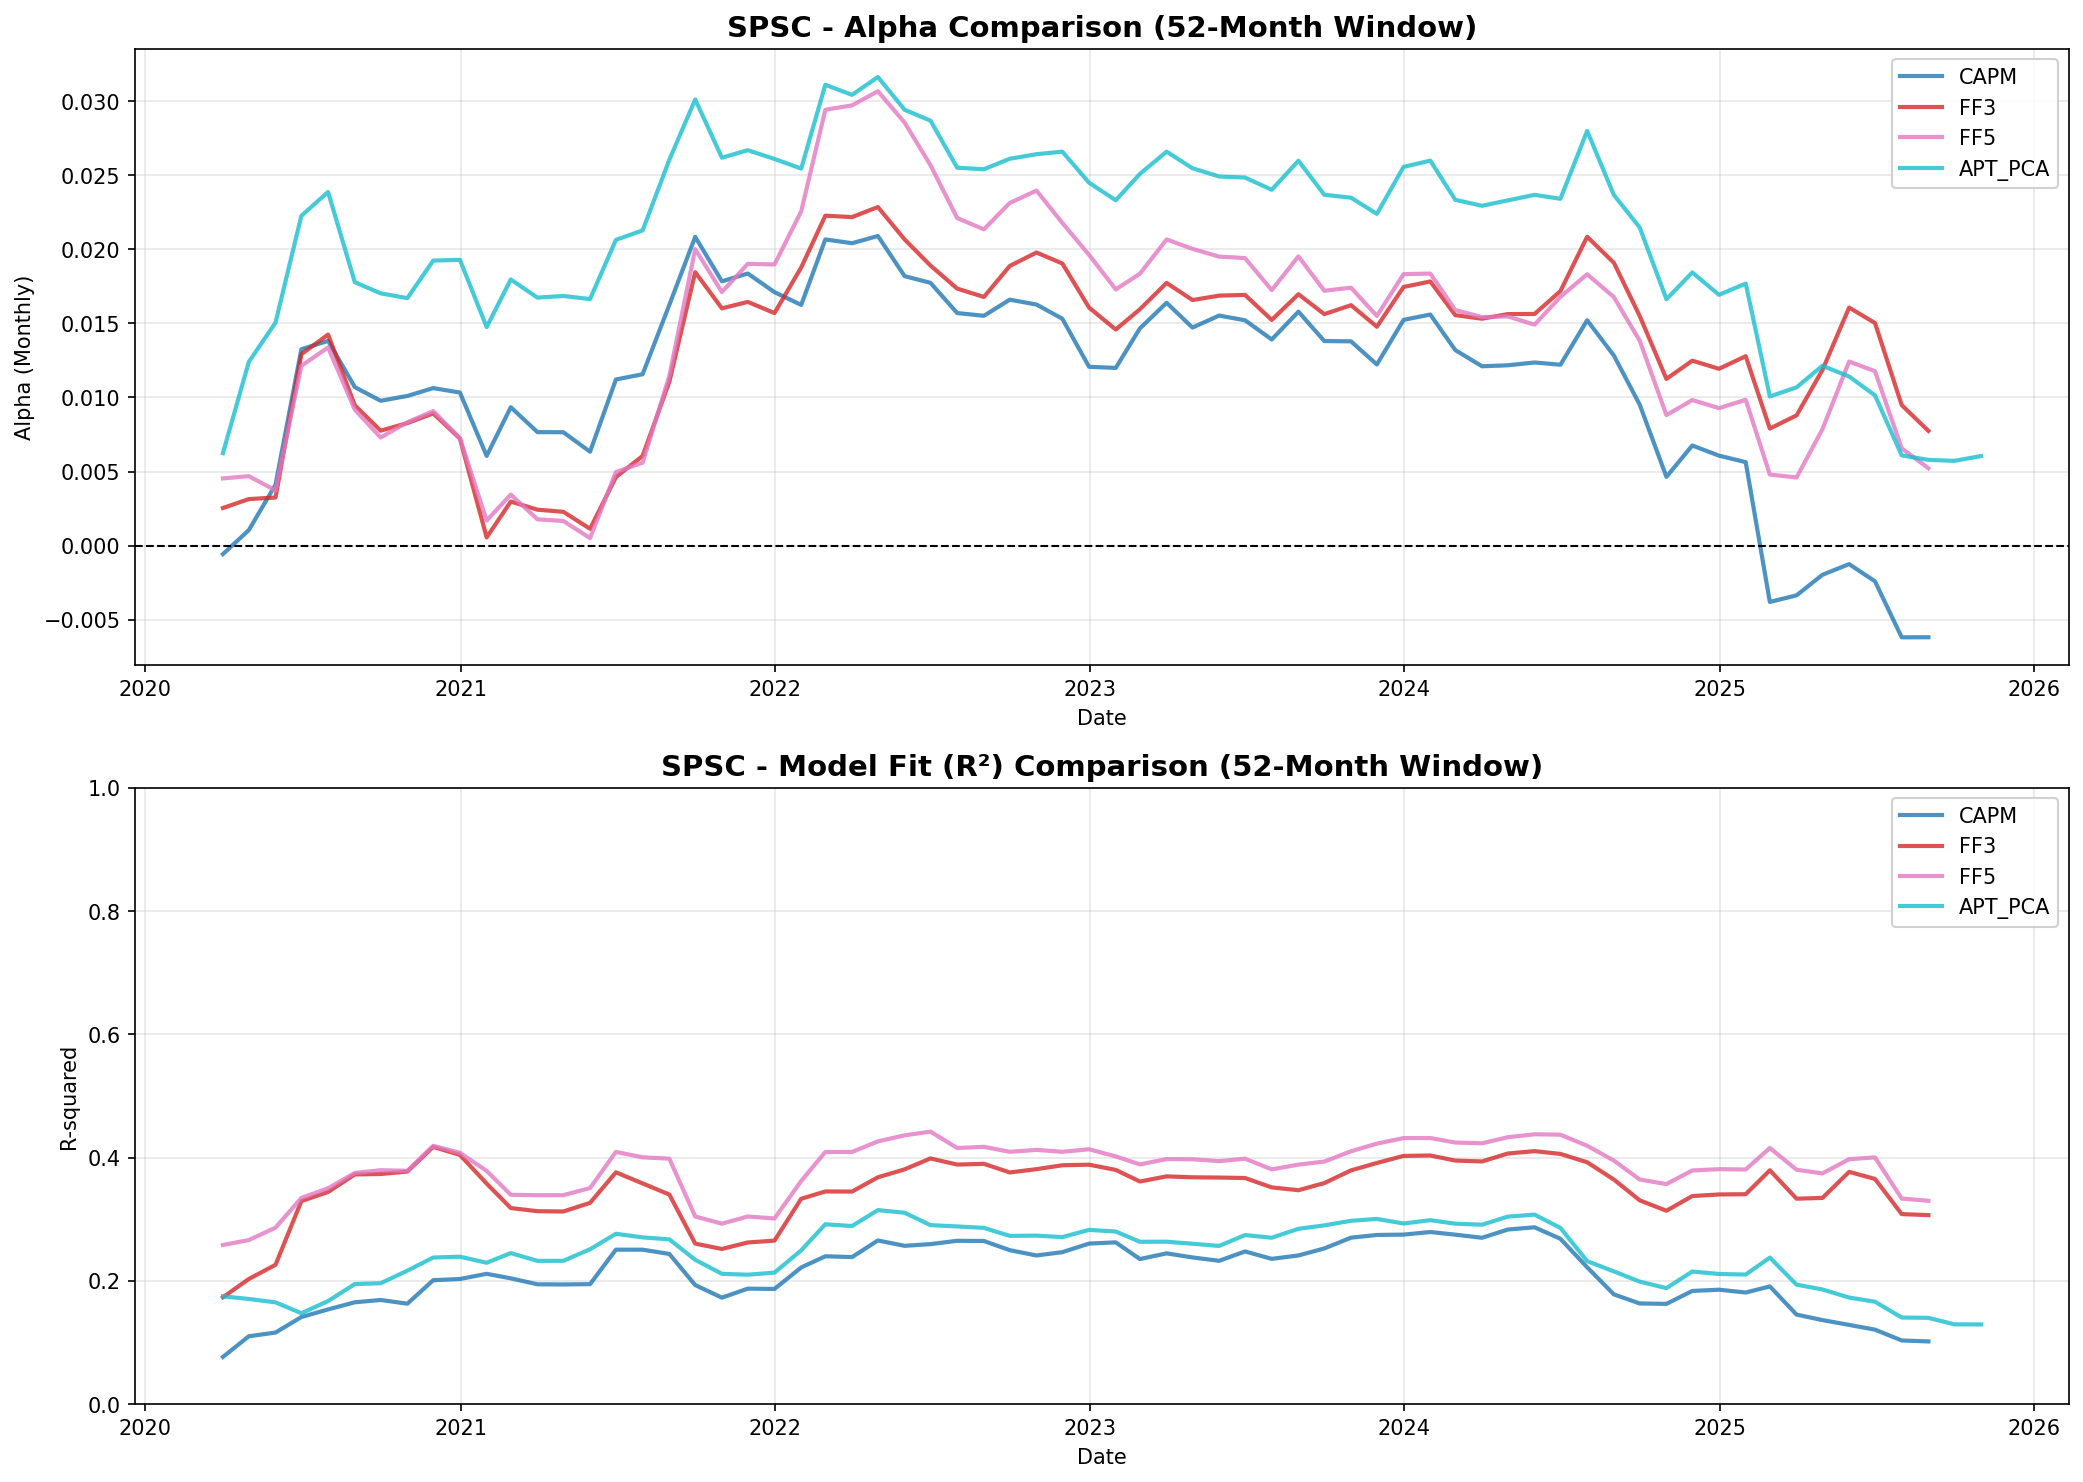 SPSC - Alpha Comparison (52-Month Window)
CAPM
FF3
FF5
APT_PCA
Alpha (Monthly)
0.030
0.025
0.020
0.015
0.010
0.005
0.000
−0.005
2020
2021
2022
2023
2024
2025
2026
Date
SPSC - Model Fit (R²) Comparison (52-Month Window)
CAPM
FF3
FF5
APT_PCA
R-squared
1.0
0.8
0.6
0.4
0.2
0.0
2020
2021
2022
2023
2024
2025
2026
Date